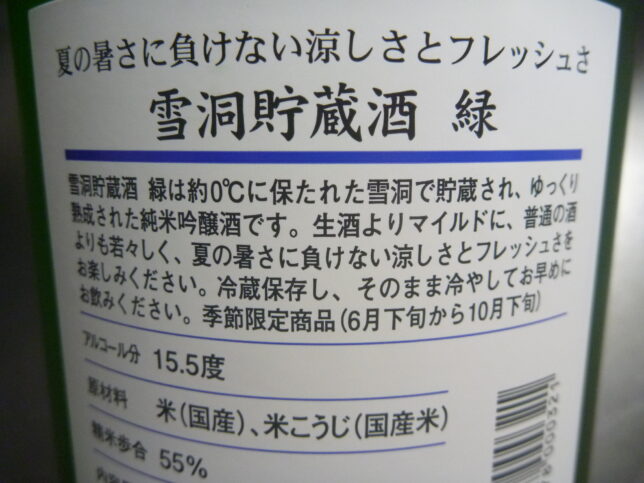 夏の暑さに負けない涼しさとフレッシュさ
雪洞貯蔵酒 緑
雪洞貯蔵酒 緑は約0℃に保たれた雪洞で貯蔵され、ゆっくり
熟成された純米吟醸酒です。生酒よりマイルドに、普通の酒
よりも若々しく、夏の暑さに負けない涼しさとフレッシュさを
お楽しみください。冷蔵保存し、そのまま冷やしてお早めに
お飲みください。季節限定商品(6月下旬から10月下旬)
アルコール分 15.5度
原材料 米(国産)、米こうじ(国産米)
精米歩合 55%